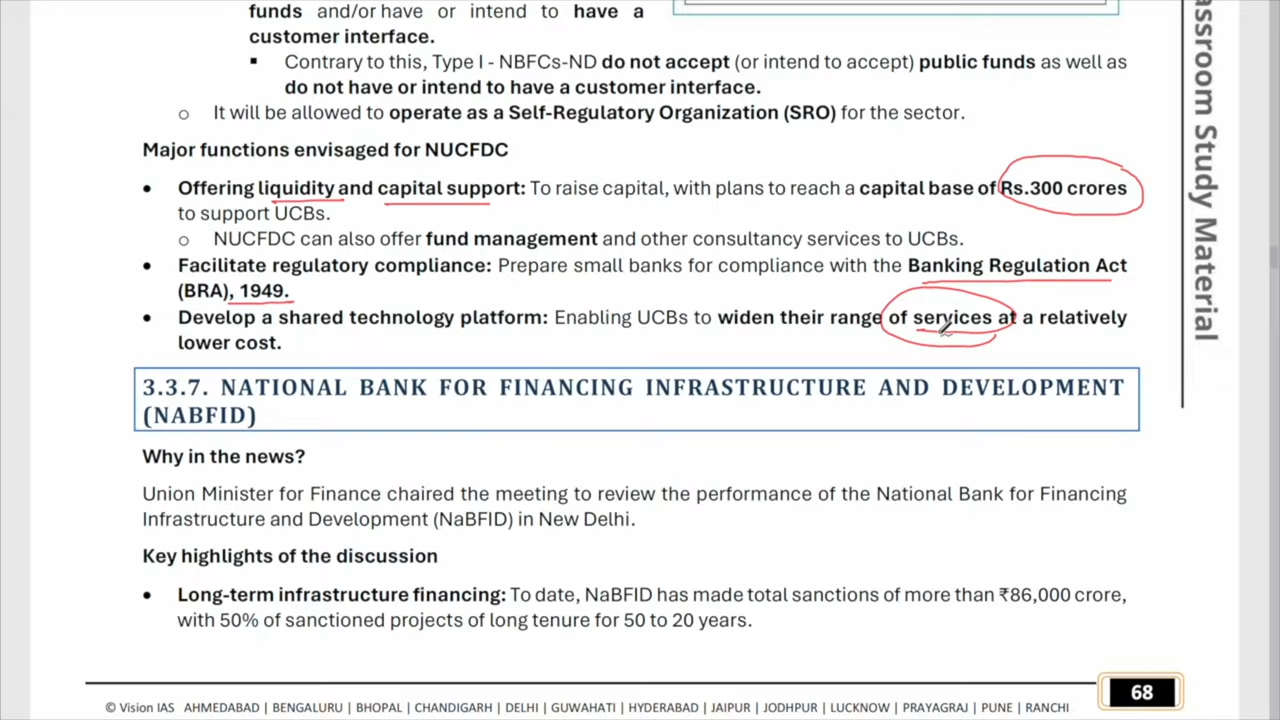 funds and/or have or intend to have a
customer interface.
▪ Contrary to this, Type I - NBFCs-ND do not accept (or intend to accept) public funds as well as
do not have or intend to have a customer interface.
o It will be allowed to operate as a Self-Regulatory Organization (SRO) for the sector.
Major functions envisaged for NUCFDC
• Offering liquidity and capital support: To raise capital, with plans to reach a capital base of Rs.300 crores
to support UCBs.
o NUCFDC can also offer fund management and other consultancy services to UCBs.
• Facilitate regulatory compliance: Prepare small banks for compliance with the Banking Regulation Act
(BRA), 1949.
• Develop a shared technology platform: Enabling UCBs to widen their range of services at a relatively
lower cost.
3.3.7. NATIONAL BANK FOR FINANCING INFRASTRUCTURE AND DEVELOPMENT
(NABFID)
Why in the news?
Union Minister for Finance chaired the meeting to review the performance of the National Bank for Financing
Infrastructure and Development (NaBFID) in New Delhi.
Key highlights of the discussion
• Long-term infrastructure financing: To date, NaBFID has made total sanctions of more than ₹86,000 crore,
with 50% of sanctioned projects of long tenure for 50 to 20 years.
68
© Vision IAS AHMEDABAD | BENGALURU | BHOPAL | CHANDIGARH | DELHI | GUWAHATI | HYDERABAD | JAIPUR | JODHPUR | LUCKNOW | PRAYAGRAJ | PUNE | RANCHI
Study Material